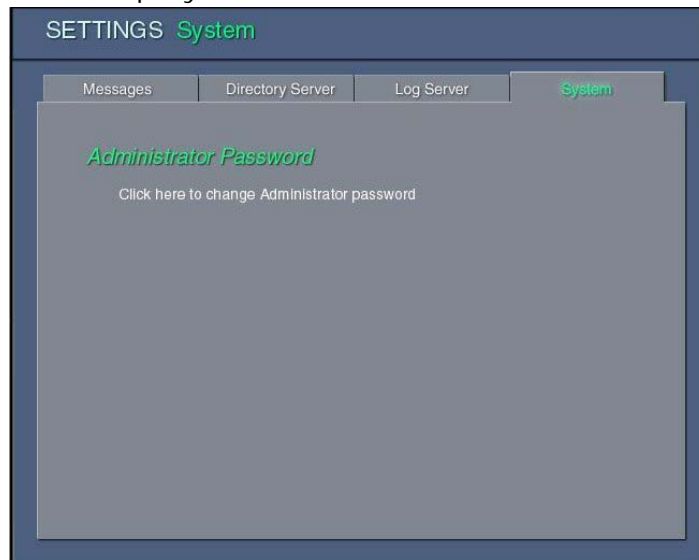 SETTINGS System
Messages Directory Server Log Server System
Administrator Password
Click here to change Administrator password